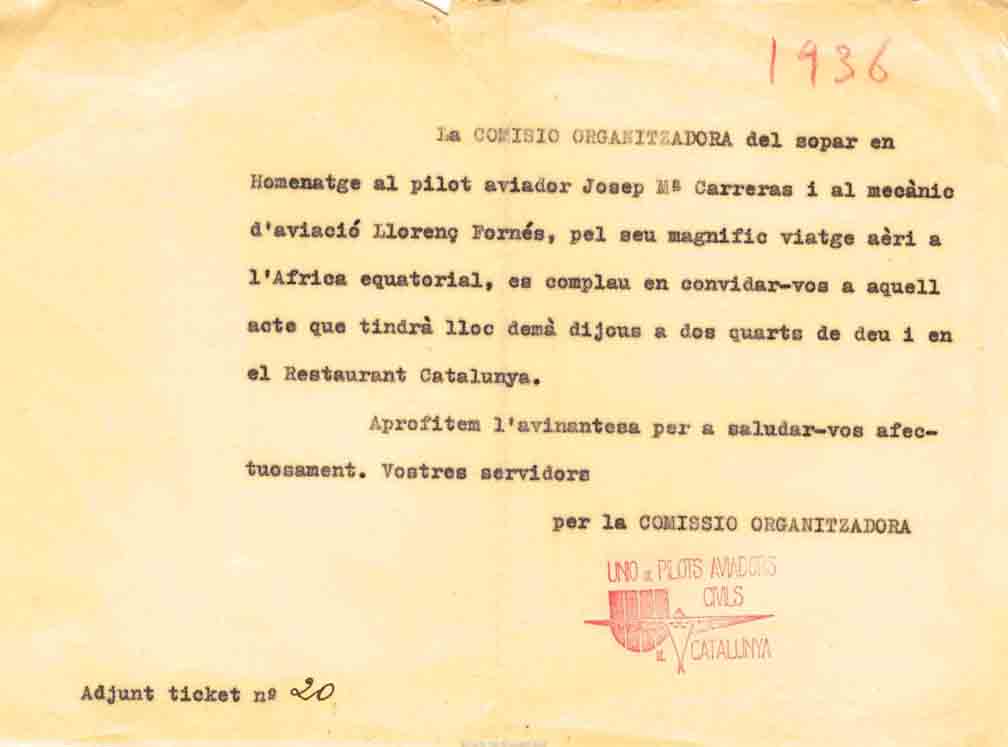 1936
La COMISIO ORGANITZADORA del sopar en
Homenatge al pilot aviador Josep Mª Carreras i al mecànic
d'aviació Llorenç Fornés, pel seu magnific viatge aèri a
l'Africa equatorial, es complau en convidar-vos a aquell
acte que tindrà lloc demà dijous a dos quarts de deu i en
el Restaurant Catalunya.
Aprofitem l'avinantesa per a saludar-vos afec-
tuosament. Vostres servidors
per la COMISSIO ORGANITZADORA
UNIO DE PILOTS AVIADORS
CIVILS
DE CATALUNYA
Adjunt ticket nº 20